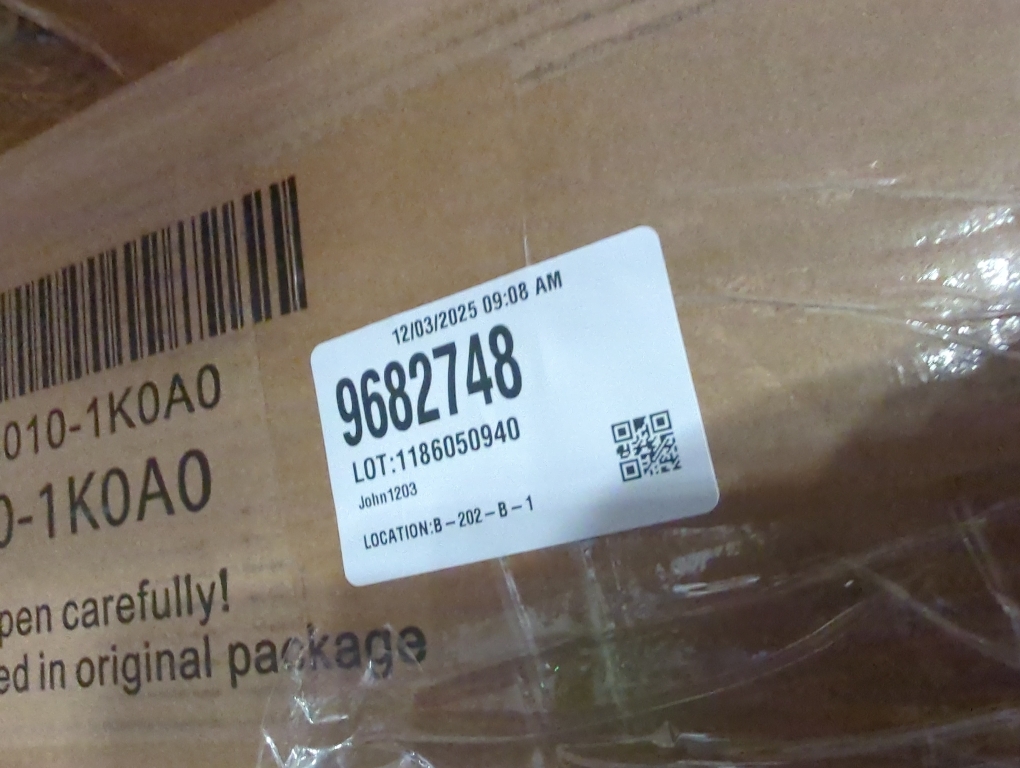 010-1K0A0
0-1K0A0
pen carefully!
ed in original package
12/03/2025 09:08 AM
9682748
LOT:1186050940
John1203
LOCATION:B-202-B-1